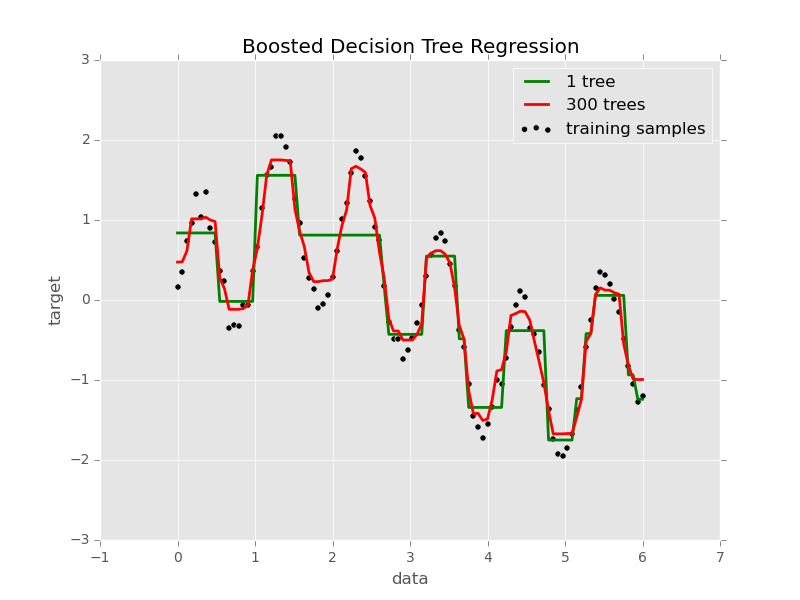 Boosted Decision Tree Regression
1 tree
300 trees
training samples
3
2
1
0
−1
−2
−3
target
−1 0 1 2 3 4 5 6 7
data